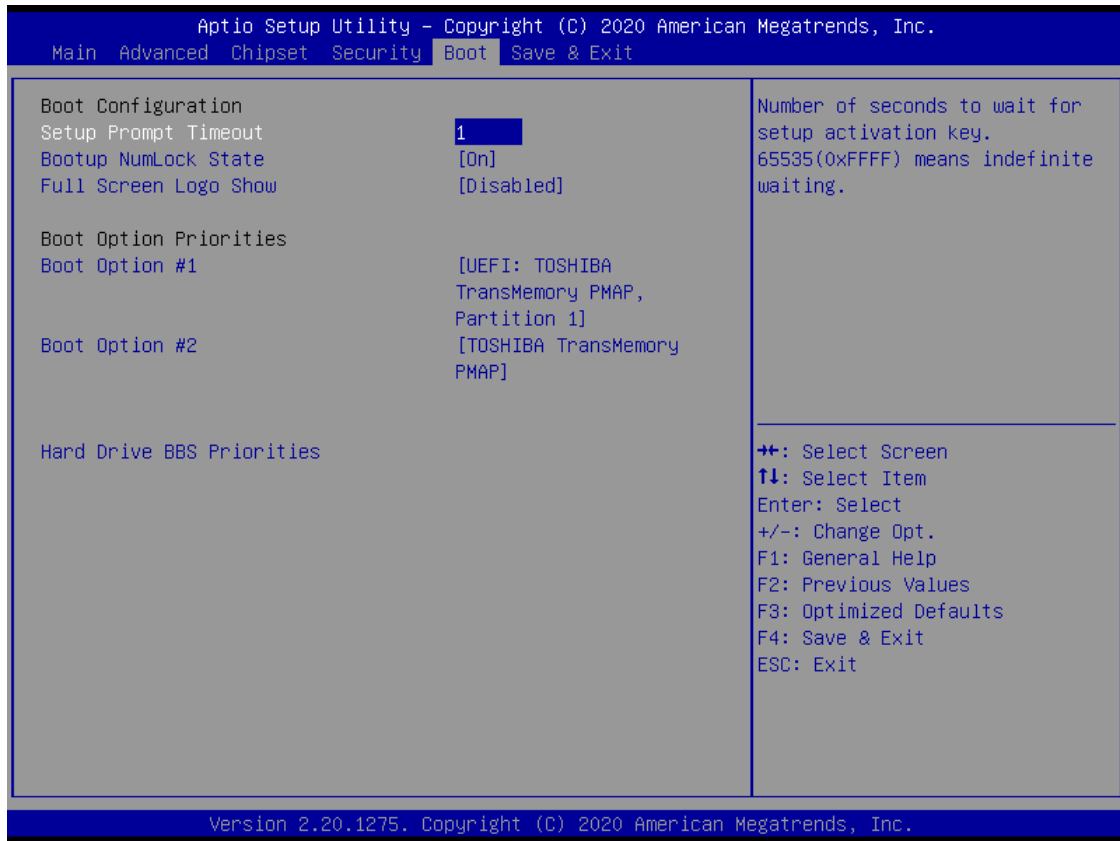 Aptio Setup Utility – Copyright (C) 2020 American Megatrends, Inc.
Main Advanced Chipset Security Boot Save & Exit
Boot Configuration
Setup Prompt Timeout 1
Bootup NumLock State [On]
Full Screen Logo Show [Disabled]
Boot Option Priorities
Boot Option #1 [UEFI: TOSHIBA
TransMemory PMAP,
Partition 1]
Boot Option #2 [TOSHIBA TransMemory
PMAP]
Hard Drive BBS Priorities
Number of seconds to wait for
setup activation key.
65535(0xFFFF) means indefinite
waiting.
→←: Select Screen
↑↓: Select Item
Enter: Select
+/-: Change Opt.
F1: General Help
F2: Previous Values
F3: Optimized Defaults
F4: Save & Exit
ESC: Exit
Version 2.20.1275. Copyright (C) 2020 American Megatrends, Inc.